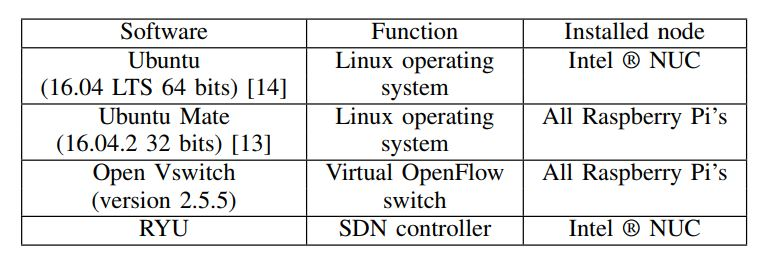 Software Function Installed node
Ubuntu Linux operating Intel ® NUC
(16.04 LTS 64 bits) [14] system
Ubuntu Mate Linux operating All Raspberry Pi's
(16.04.2 32 bits) [13] system
Open Vswitch Virtual OpenFlow All Raspberry Pi's
(version 2.5.5) switch
RYU SDN controller Intel ® NUC